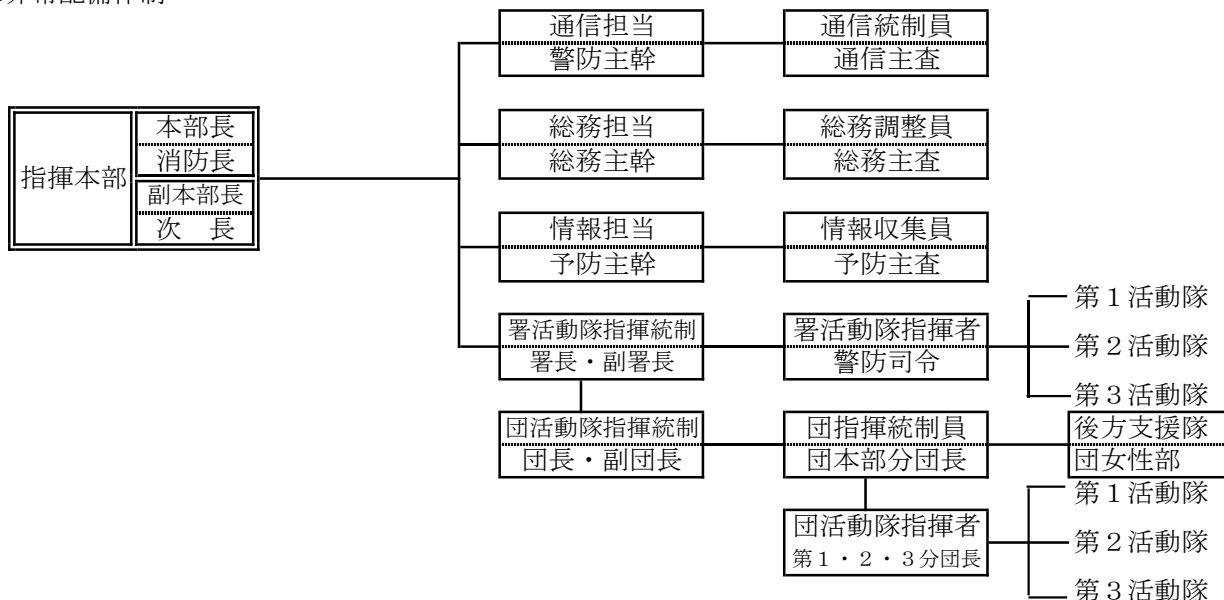 通信担当
警防主幹
通信統制員
通信主査
指揮本部
本部長
消防長
副本部長
次　長
総務担当
総務主幹
総務調整員
総務主査
情報担当
予防主幹
情報収集員
予防主査
署活動隊指揮統制
署長・副署長
署活動隊指揮者
警防司令
第１活動隊
第２活動隊
第３活動隊
団活動隊指揮統制
団長・副団長
団指揮統制員
団本部分団長
後方支援隊
団女性部
団活動隊指揮者
第１・２・３分団長
第１活動隊
第２活動隊
第３活動隊